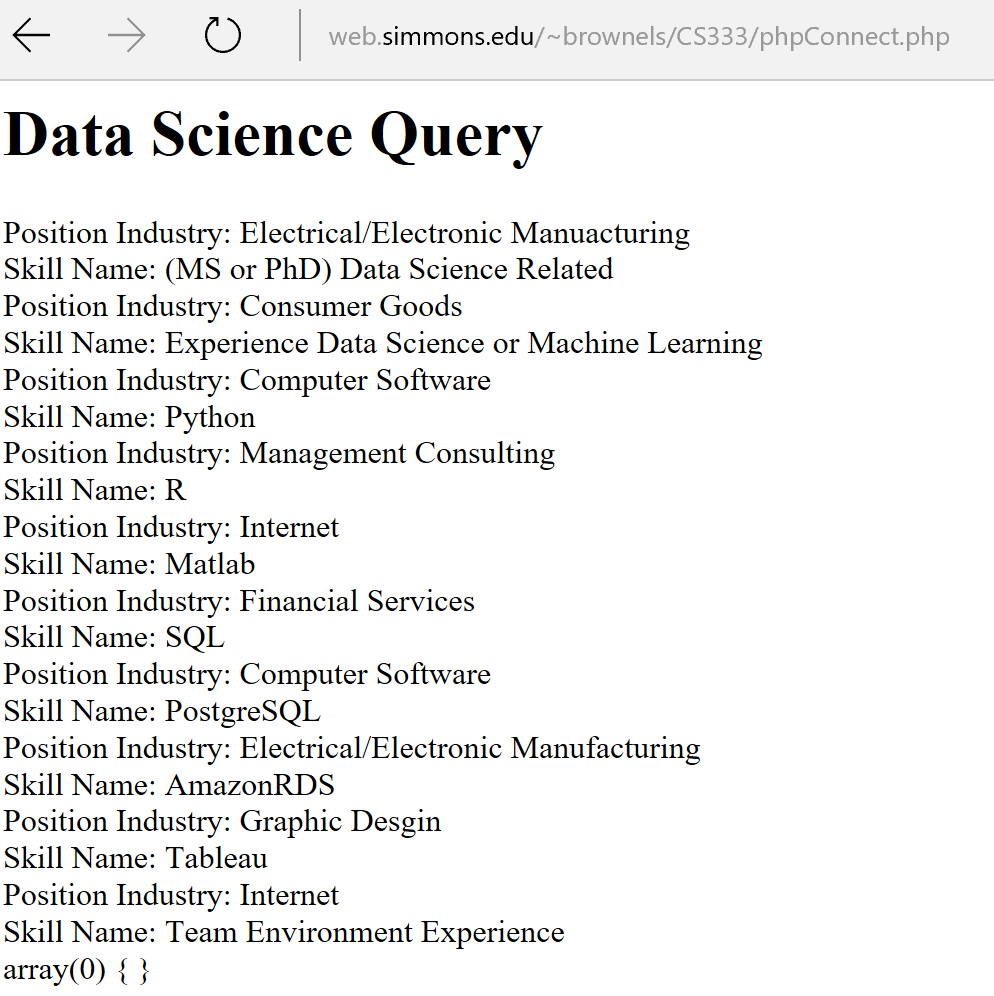 web.simmons.edu/~brownels/CS333/phpConnect.php
Data Science Query
Position Industry: Electrical/Electronic Manuacturing
Skill Name: (MS or PhD) Data Science Related
Position Industry: Consumer Goods
Skill Name: Experience Data Science or Machine Learning
Position Industry: Computer Software
Skill Name: Python
Position Industry: Management Consulting
Skill Name: R
Position Industry: Internet
Skill Name: Matlab
Position Industry: Financial Services
Skill Name: SQL
Position Industry: Computer Software
Skill Name: PostgreSQL
Position Industry: Electrical/Electronic Manufacturing
Skill Name: AmazonRDS
Position Industry: Graphic Desgin
Skill Name: Tableau
Position Industry: Internet
Skill Name: Team Environment Experience
array(0) { }